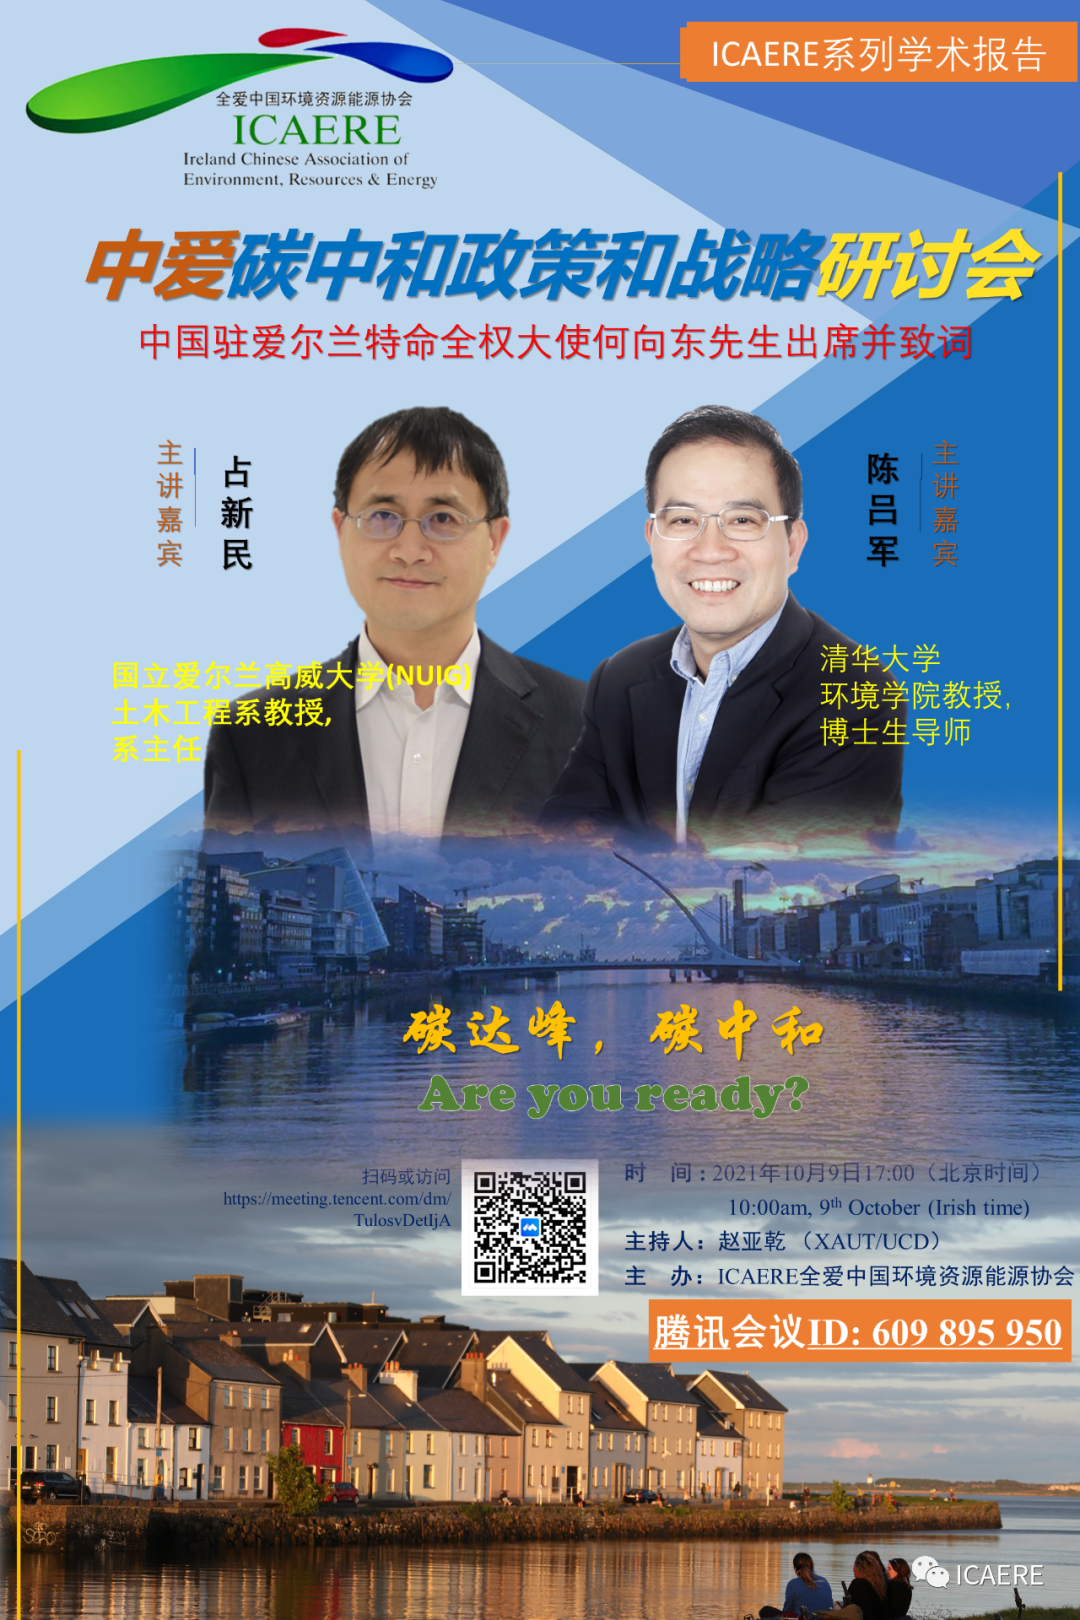 ICAERE系列学术报告
全爱中国环境资源能源协会
ICAERE
Ireland Chinese Association of
Environment, Resources & Energy
中爱碳中和政策和战略研讨会
中国驻爱尔兰特命全权大使何向东先生出席并致词
主讲嘉宾
占新民
陈吕军
主讲嘉宾
国立爱尔兰高威大学(NUIG)
土木工程系教授,
系主任
清华大学
环境学院教授,
博士生导师
碳达峰，碳中和
Are you ready?
扫码或访问
https://meeting.tencent.com/dm/
TulosvDetIjA
时 间：2021年10月9日17:00（北京时间）
10:00am, 9th October (Irish time)
主持人：赵亚乾 （XAUT/UCD）
主 办：ICAERE全爱中国环境资源能源协会
腾讯会议ID: 609 895 950
ICAERE